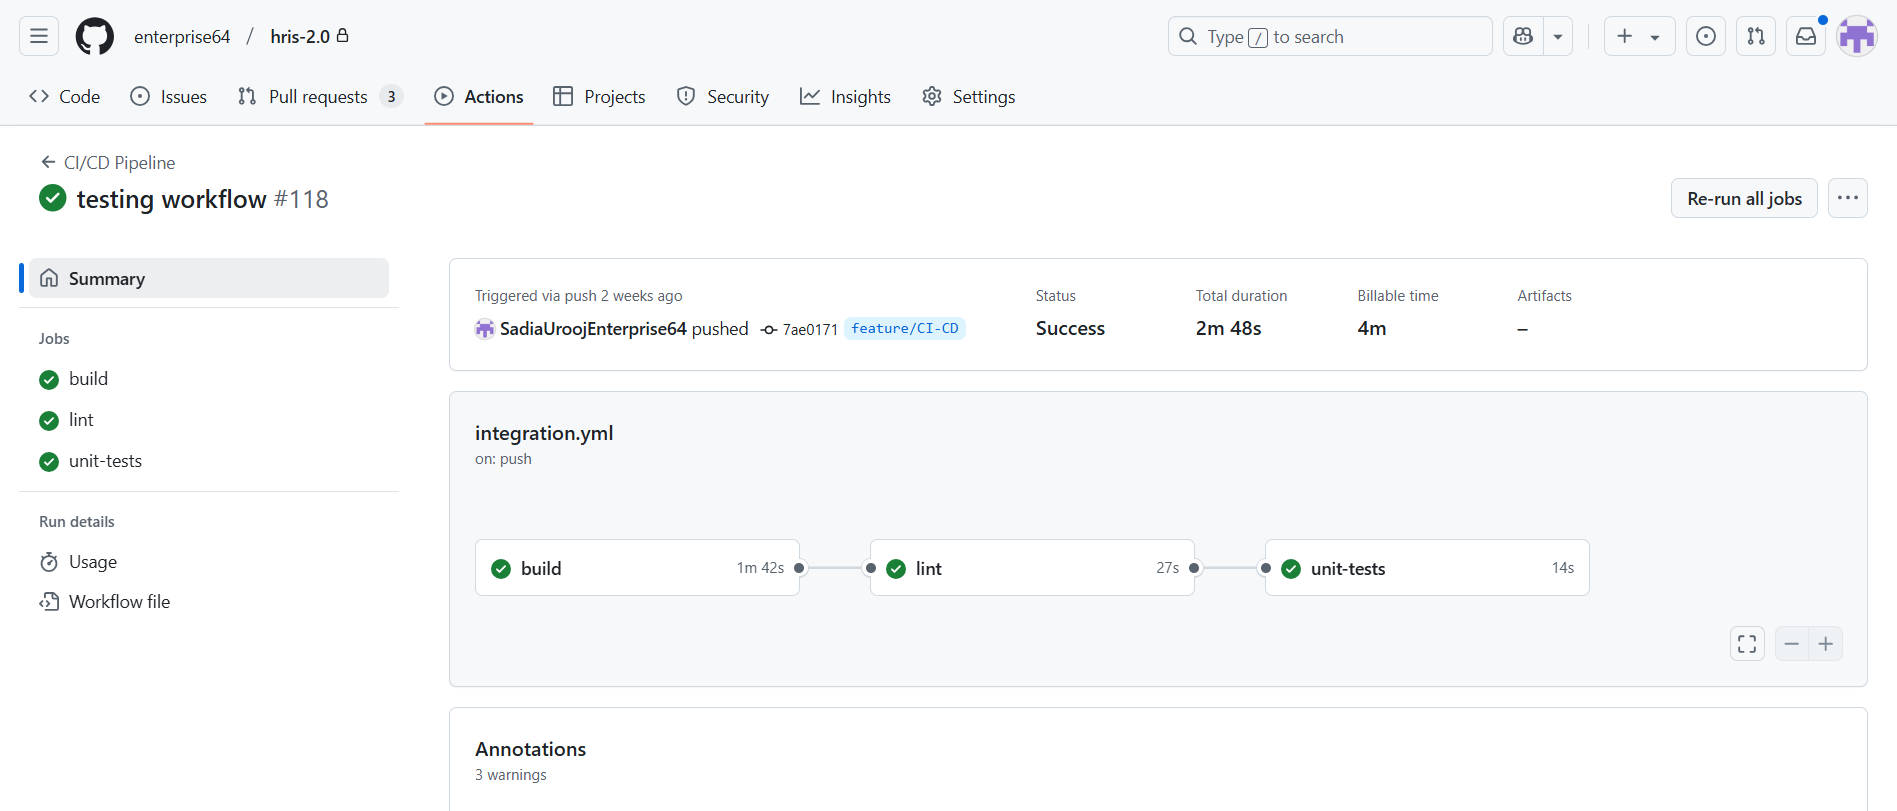 enterprise64 / hris-2.0
Type / to search
Code Issues Pull requests 3 Actions Projects Security Insights Settings
CI/CD Pipeline
testing workflow #118
Re-run all jobs
Summary
Jobs
build
lint
unit-tests
Run details
Usage
Workflow file
Triggered via push 2 weeks ago
SadiaUroojEnterprise64 pushed 7ae0171 feature/CI-CD
Status
Success
Total duration
2m 48s
Billable time
4m
Artifacts
–
integration.yml
on: push
build 1m 42s
lint 27s
unit-tests 14s
Annotations
3 warnings